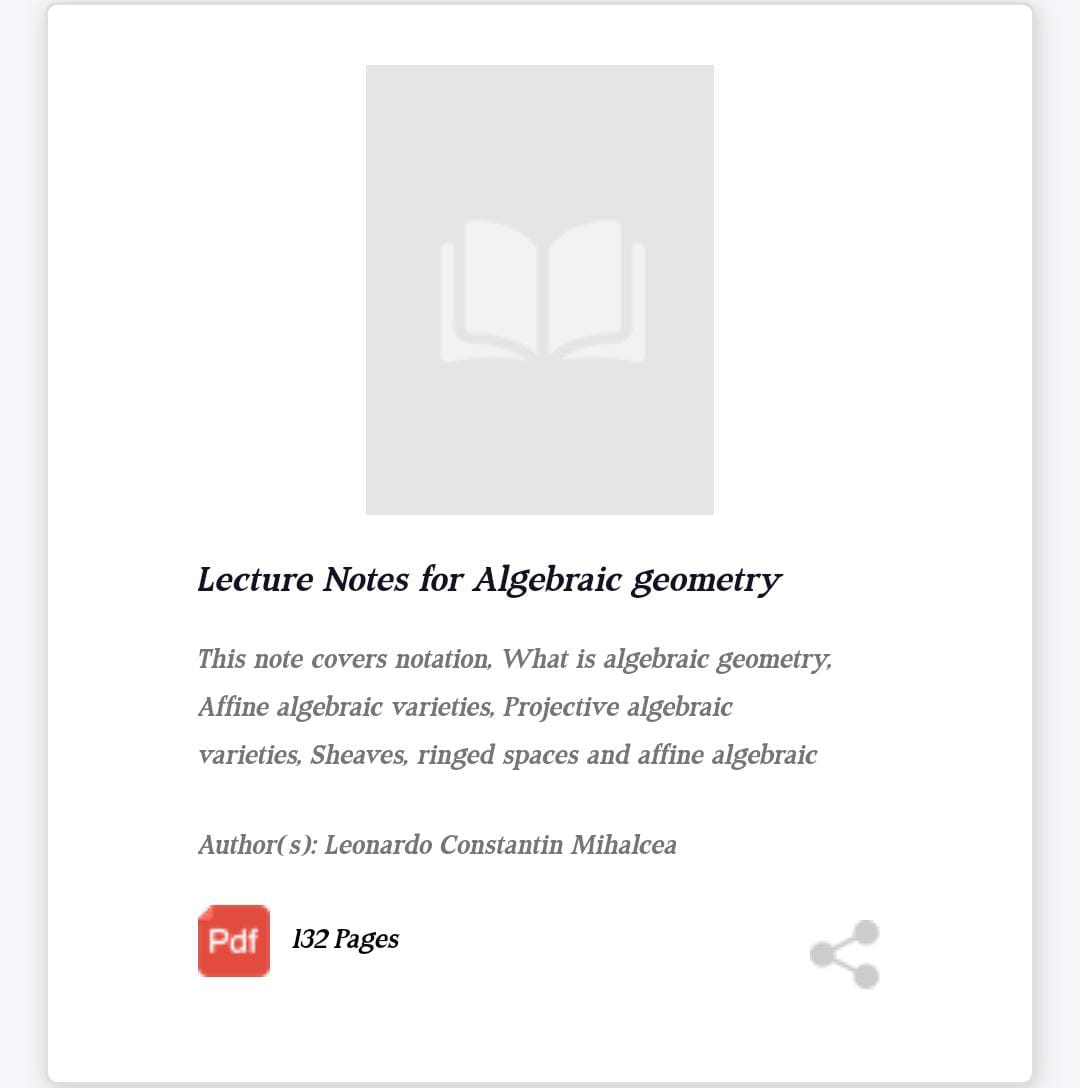 Lecture Notes for Algebraic geometry
This note covers notation, What is algebraic geometry,
Affine algebraic varieties, Projective algebraic
varieties, Sheaves, ringed spaces and affine algebraic
Author(s): Leonardo Constantin Mihalcea
Pdf 132 Pages